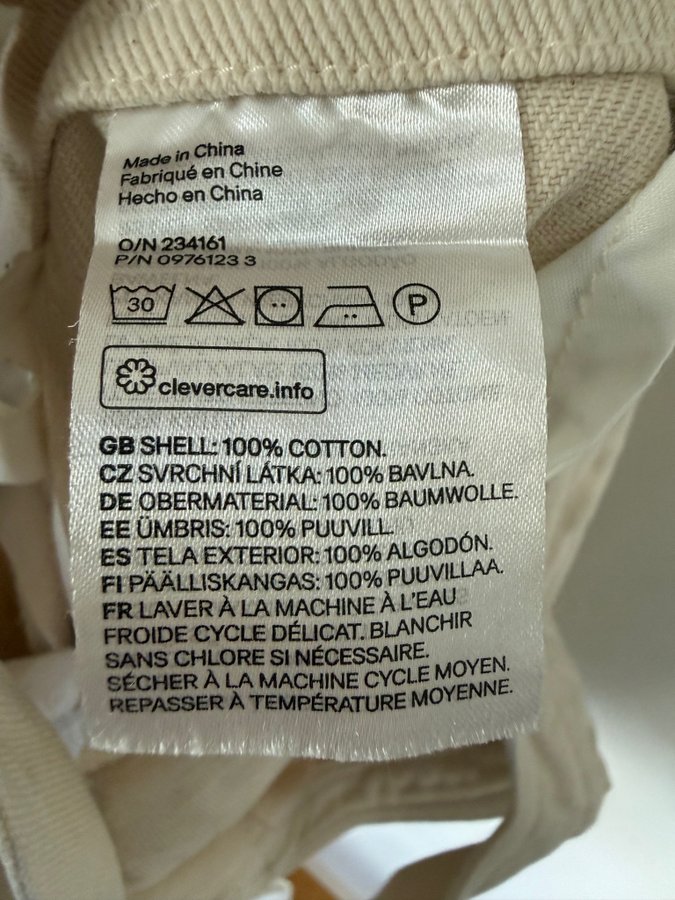 Made in China
Fabriqué en Chine
Hecho en China
O/N 234161
P/N 0976123 3
30
P
clevercare.info
GB SHELL: 100% COTTON.
CZ SVRCHNÍ LÁTKA: 100% BAVLNA.
DE OBERMATERIAL: 100% BAUMWOLLE.
EE ÜMBRIS: 100% PUUVILL
ES TELA EXTERIOR: 100% ALGODÓN.
FI PÄÄLLISKANGAS: 100% PUUVILLAA.
FR LAVER À LA MACHINE À L'EAU
FROIDE CYCLE DÉLICAT. BLANCHIR
SANS CHLORE SI NÉCESSAIRE.
SÉCHER À LA MACHINE CYCLE MOYEN.
REPASSER À TEMPÉRATURE MOYENNE.